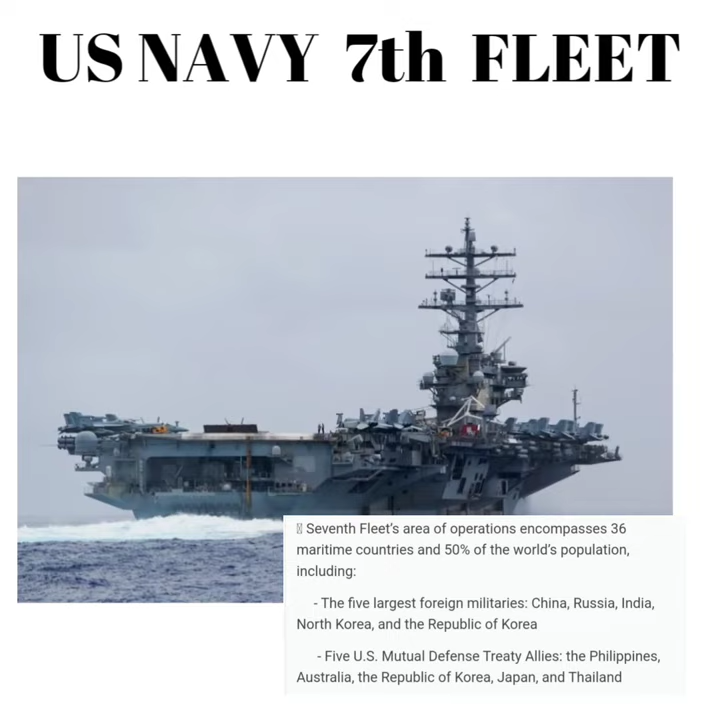 US NAVY 7th FLEET
Seventh Fleet’s area of operations encompasses 36
maritime countries and 50% of the world’s population,
including:
- The five largest foreign militaries: China, Russia, India,
North Korea, and the Republic of Korea
- Five U.S. Mutual Defense Treaty Allies: the Philippines,
Australia, the Republic of Korea, Japan, and Thailand